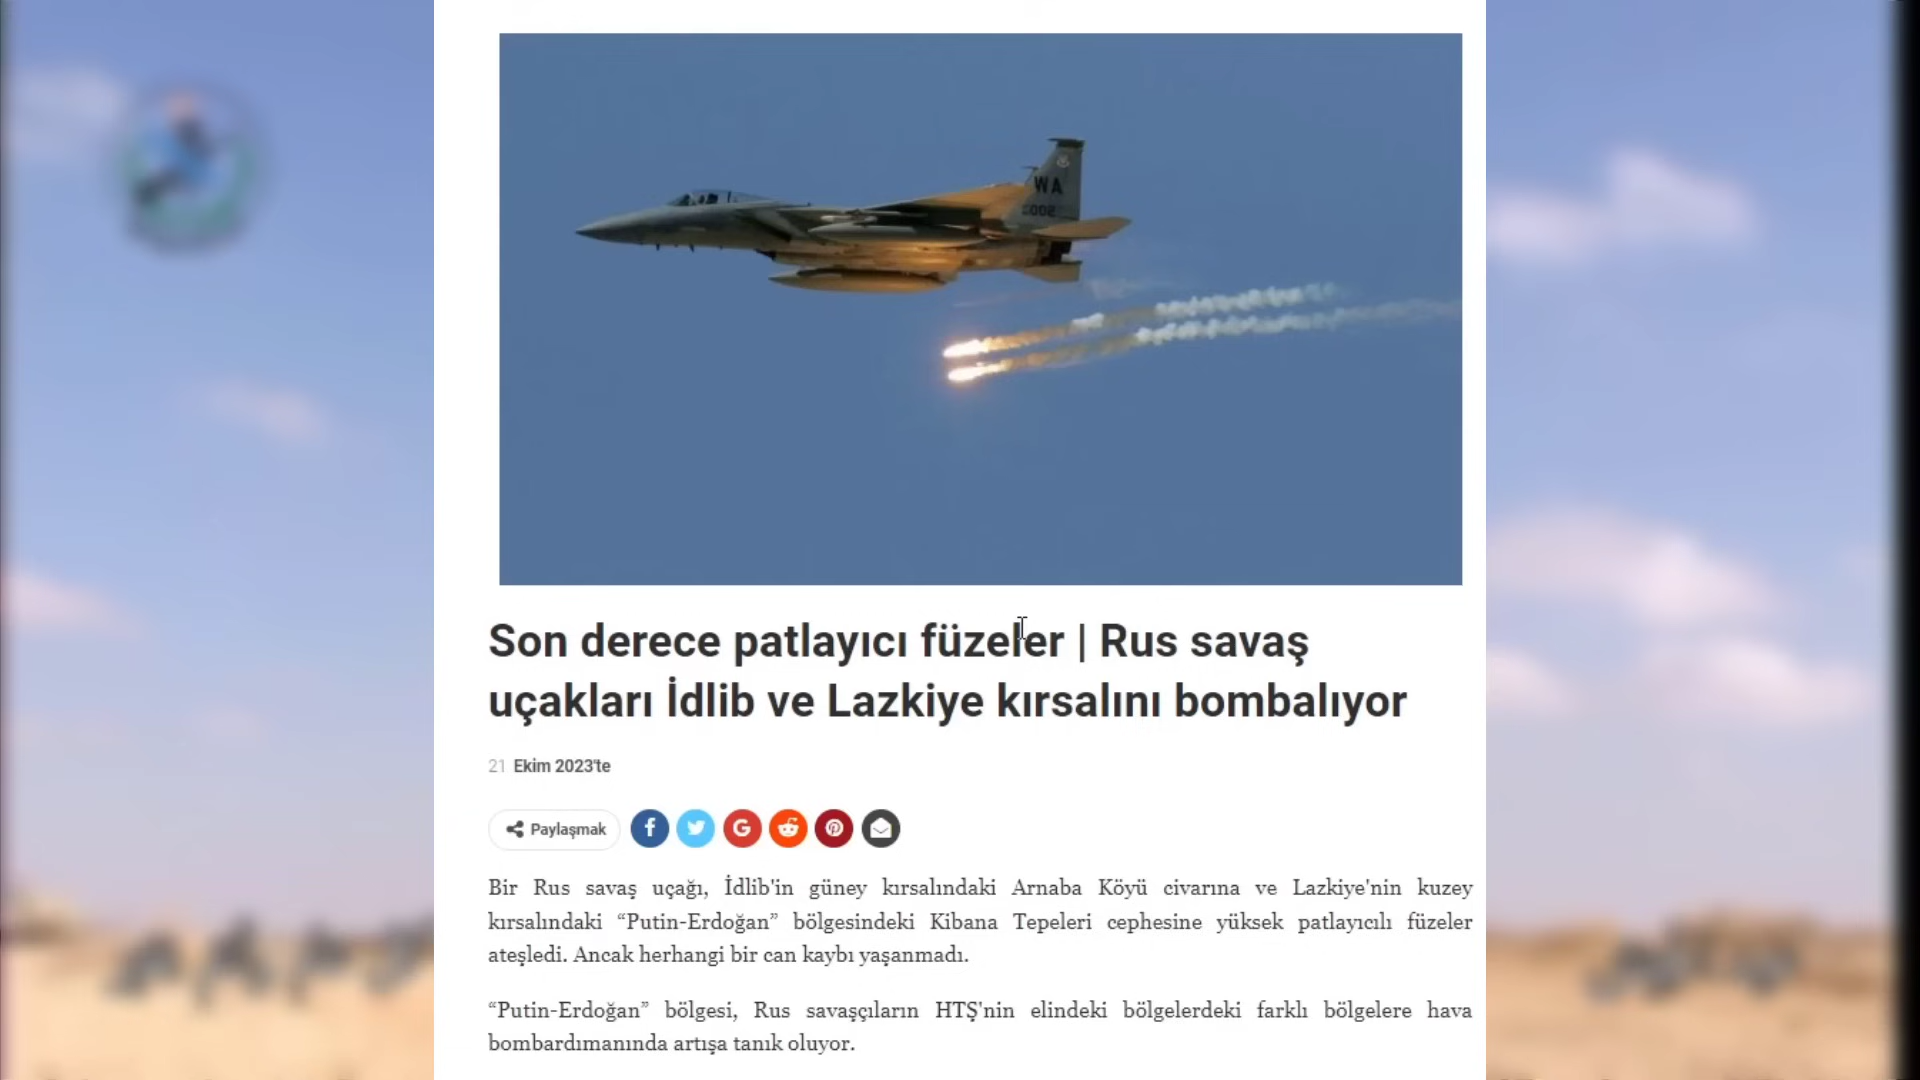 WA
Son derece patlayıcı füzeler | Rus savaş
uçakları İdlib ve Lazkiye kırsalını bombalıyor
21 Ekim 2023'te
Paylaşmak
Bir Rus savaş uçağı, İdlib'in güney kırsalındaki Arnaba Köyü civarına ve Lazkiye'nin kuzey
kırsalındaki “Putin-Erdoğan” bölgesindeki Kibana Tepeleri cephesine yüksek patlayıcılı füzeler
ateşledi. Ancak herhangi bir can kaybı yaşanmadı.
“Putin-Erdoğan” bölgesi, Rus savaşçıların HTŞ'nin elindeki bölgelerdeki farklı bölgelere hava
bombardımanında artışa tanık oluyor.